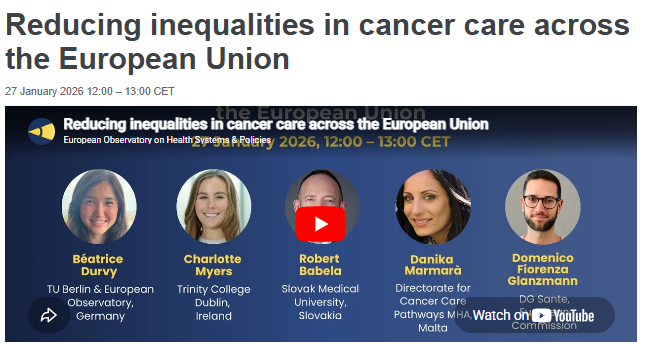 Reducing inequalities in cancer care across
the European Union
27 January 2026 12:00 – 13:00 CET
the European Union
Reducing inequalities in cancer care across the European Union
European Observatory on Health Systems & Policies
27 January 2026, 12:00 – 13:00 CET
Béatrice
Durvy
TU Berlin & European
Observatory,
Germany
Charlotte
Myers
Trinity College
Dublin,
Ireland
Robert
Babela
Slovak Medical
University,
Slovakia
Danika
Marmarà
Directorate for
Cancer Care
Pathways MHA,
Malta
Domenico
Fiorenza
Glanzmann
DG Sante,
Commission
Watch on YouTube